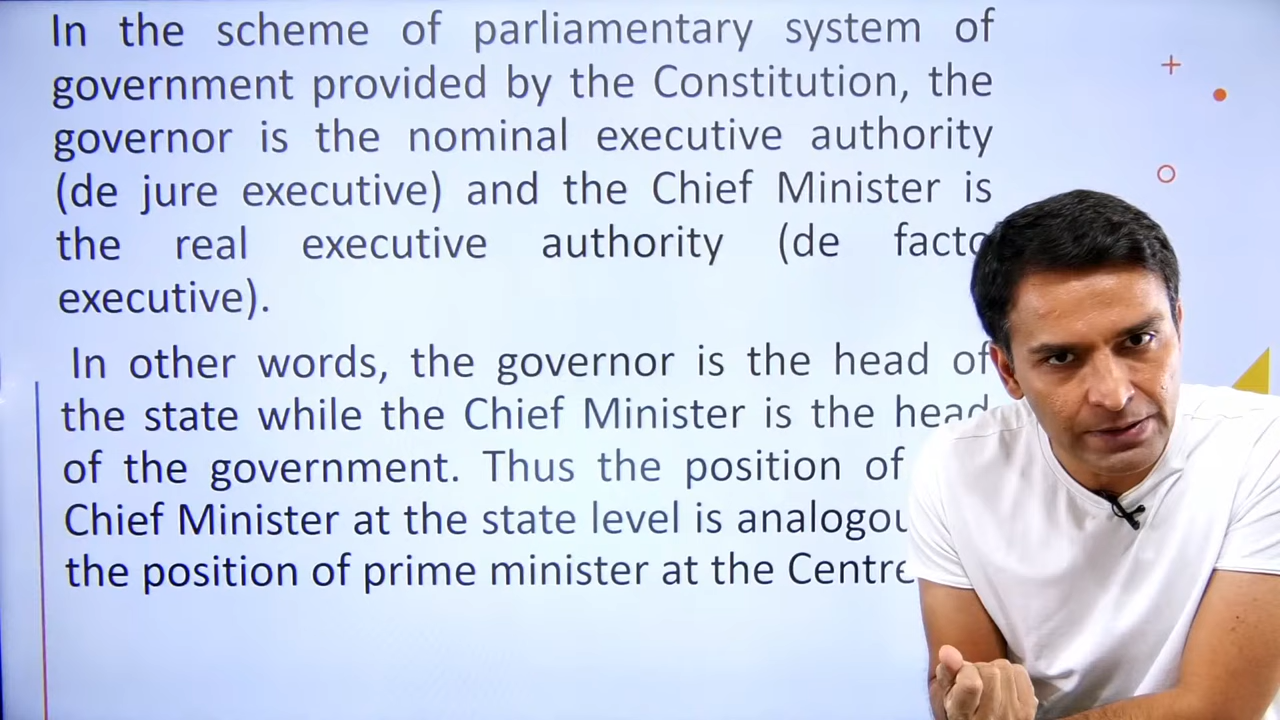 In the scheme of parliamentary system of
government provided by the Constitution, the
governor is the nominal executive authority
(de jure executive) and the Chief Minister is
the real executive authority (de facto
executive).
In other words, the governor is the head of
the state while the Chief Minister is the head
of the government. Thus the position of
Chief Minister at the state level is
the position of prime minister at the Centre